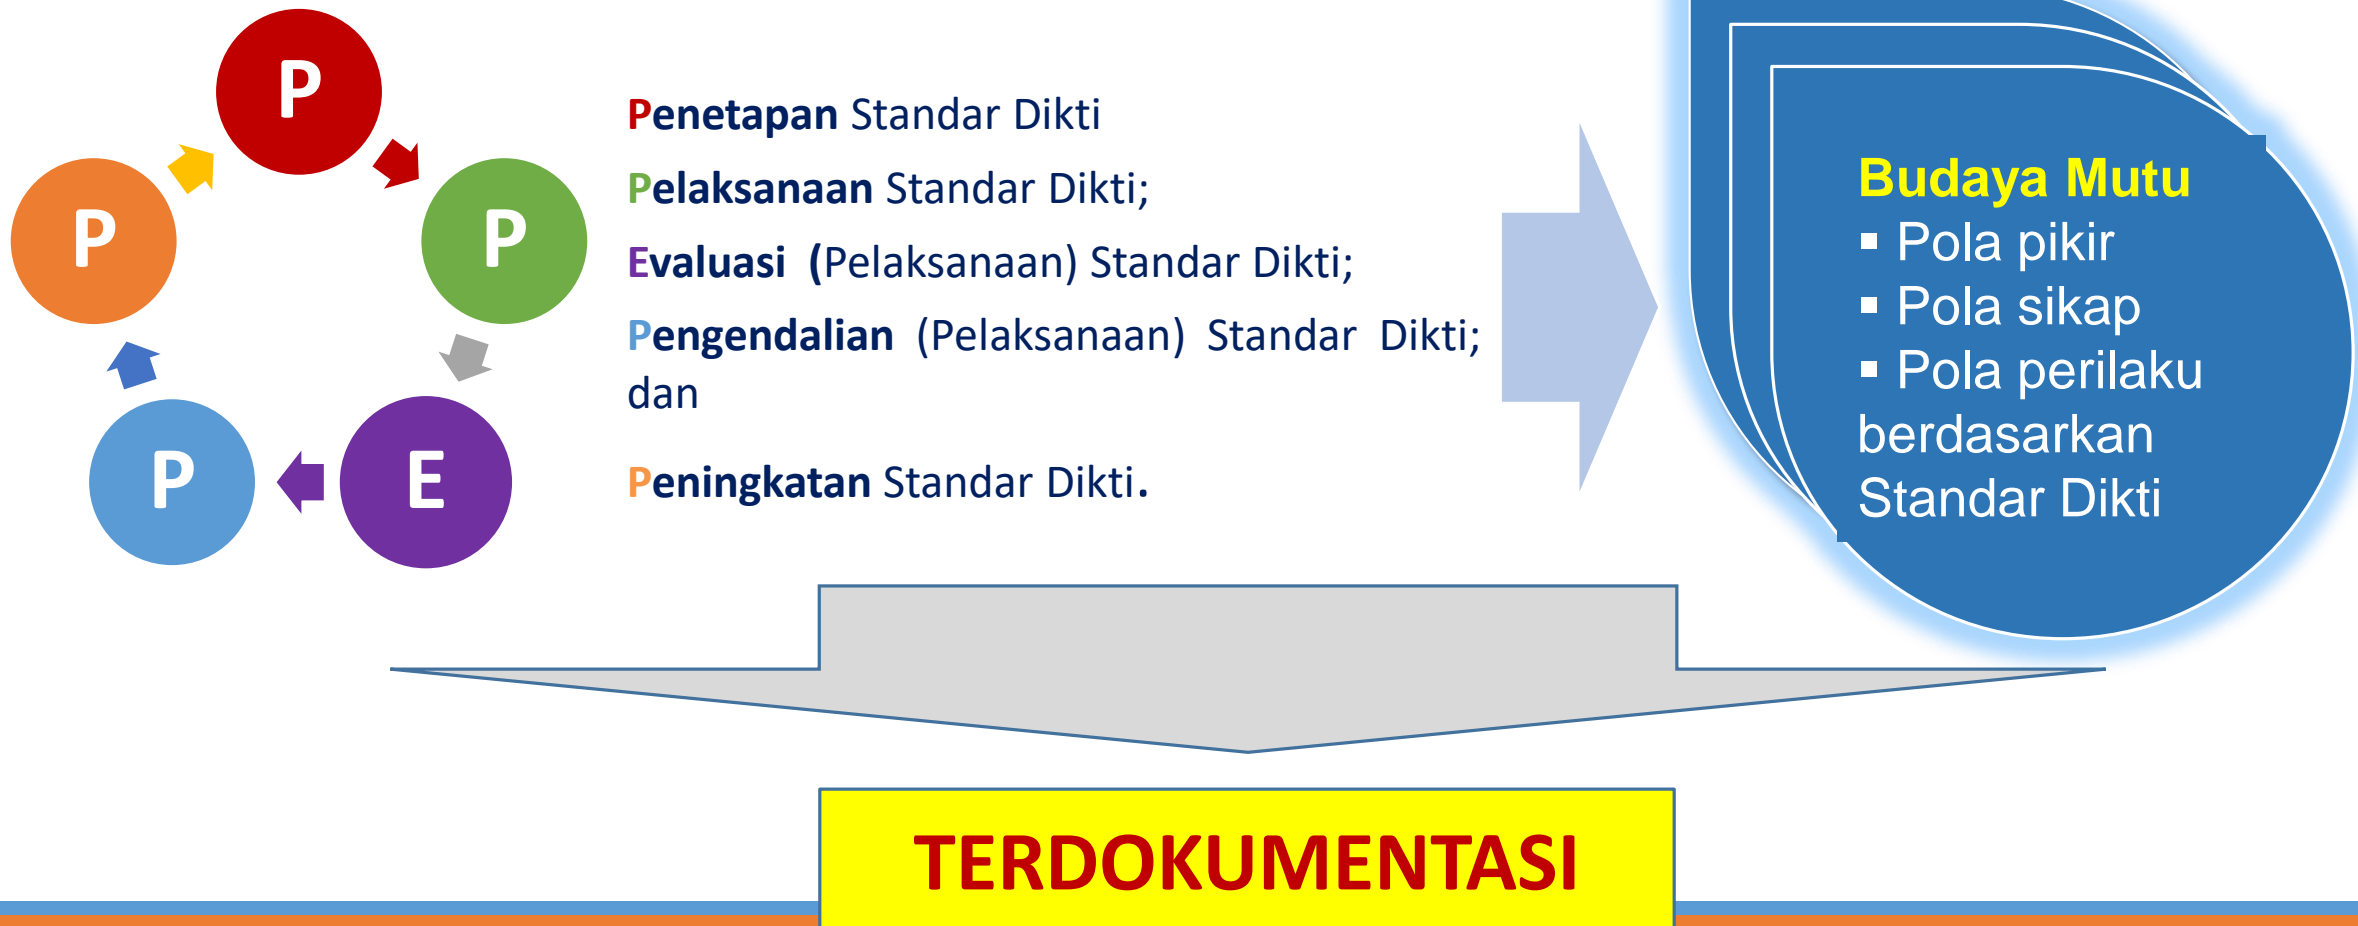 P
P
P
P
E
Penetapan Standar Dikti
Pelaksanaan Standar Dikti;
Evaluasi (Pelaksanaan) Standar Dikti;
Pengendalian (Pelaksanaan) Standar Dikti;
dan
Peningkatan Standar Dikti.
Budaya Mutu
▪ Pola pikir
▪ Pola sikap
▪ Pola perilaku
berdasarkan
Standar Dikti
TERDOKUMENTASI